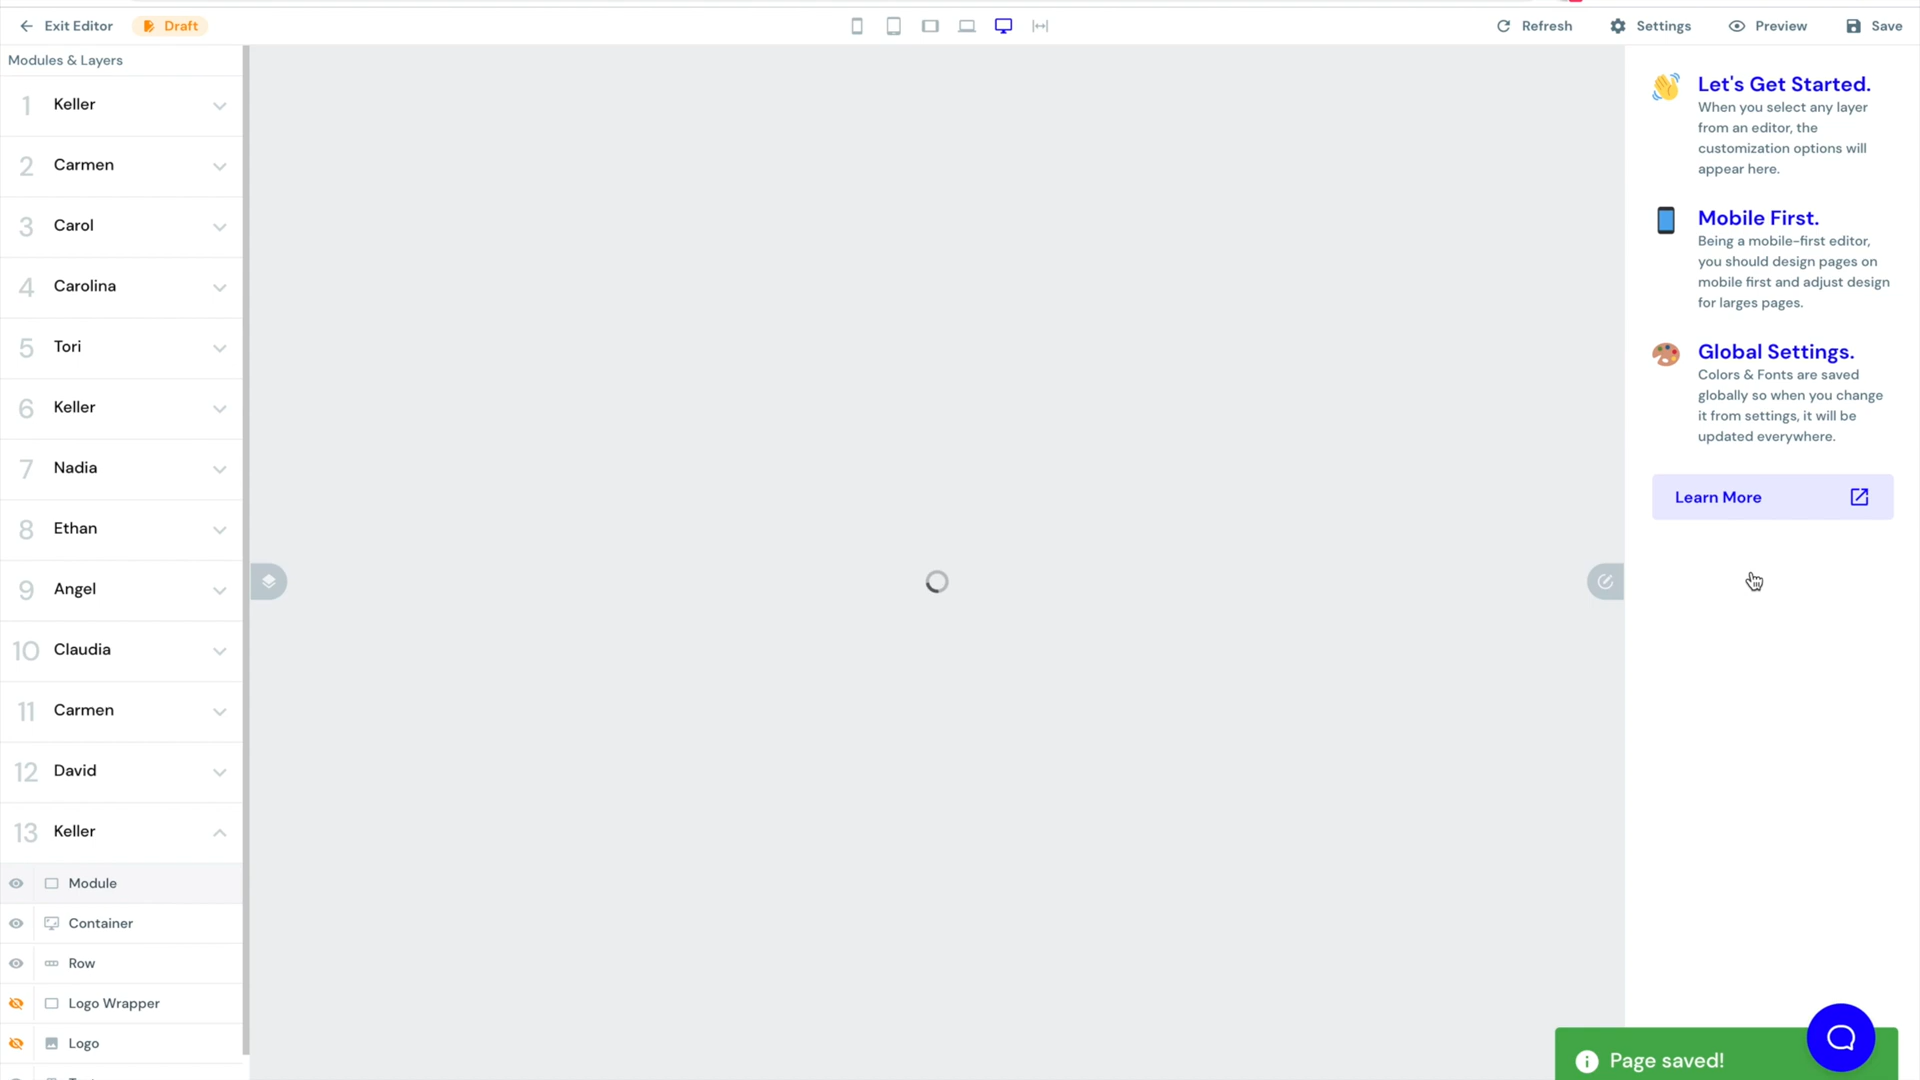 Exit Editor Draft Refresh Settings Preview Save
Modules & Layers
1 Keller
2 Carmen
3 Carol
4 Carolina
5 Tori
6 Keller
7 Nadia
8 Ethan
9 Angel
10 Claudia
11 Carmen
12 David
13 Keller
Module
Container
Row
Logo Wrapper
Logo
Let's Get Started.
When you select any layer
from an editor, the
customization options will
appear here.
Mobile First.
Being a mobile-first editor,
you should design pages on
mobile first and adjust design
for larges pages.
Global Settings.
Colors & Fonts are saved
globally so when you change
it from settings, it will be
updated everywhere.
Learn More
Page saved!